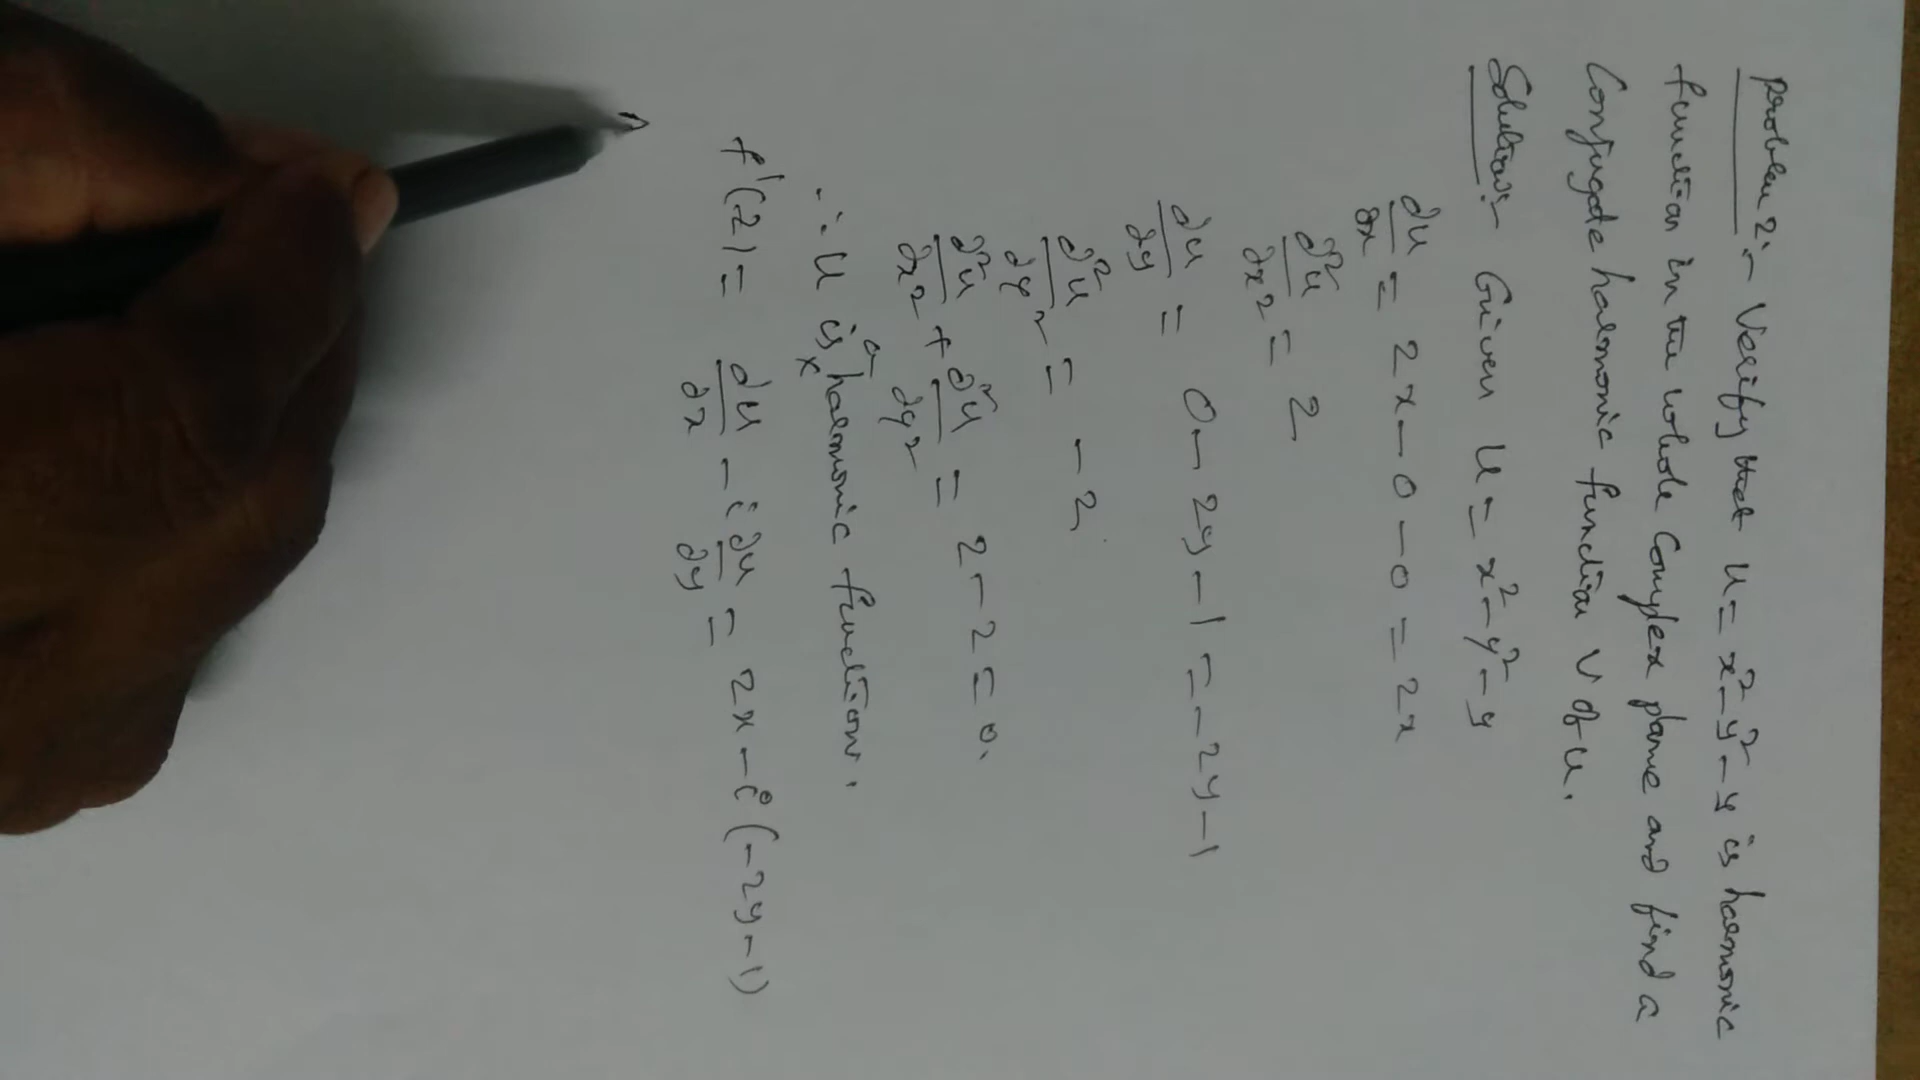 Problem 2:- Verify that u = x² - y² - y is harmonic
function in the whole complex plane and find a
Conjugate harmonic function v of u.
Solution:- Given u = x² - y² - y
∂u/∂x = 2x - 0 - 0 = 2x
∂²u/∂x² = 2
∂u/∂y = 0 - 2y - 1 = -2y - 1
∂²u/∂y² = -2
∂²u/∂x² + ∂²u/∂y² = 2 - 2 = 0.
∴ u is a harmonic function.
f'(z) = ∂u/∂x - i ∂u/∂y = 2x - i(-2y - 1)